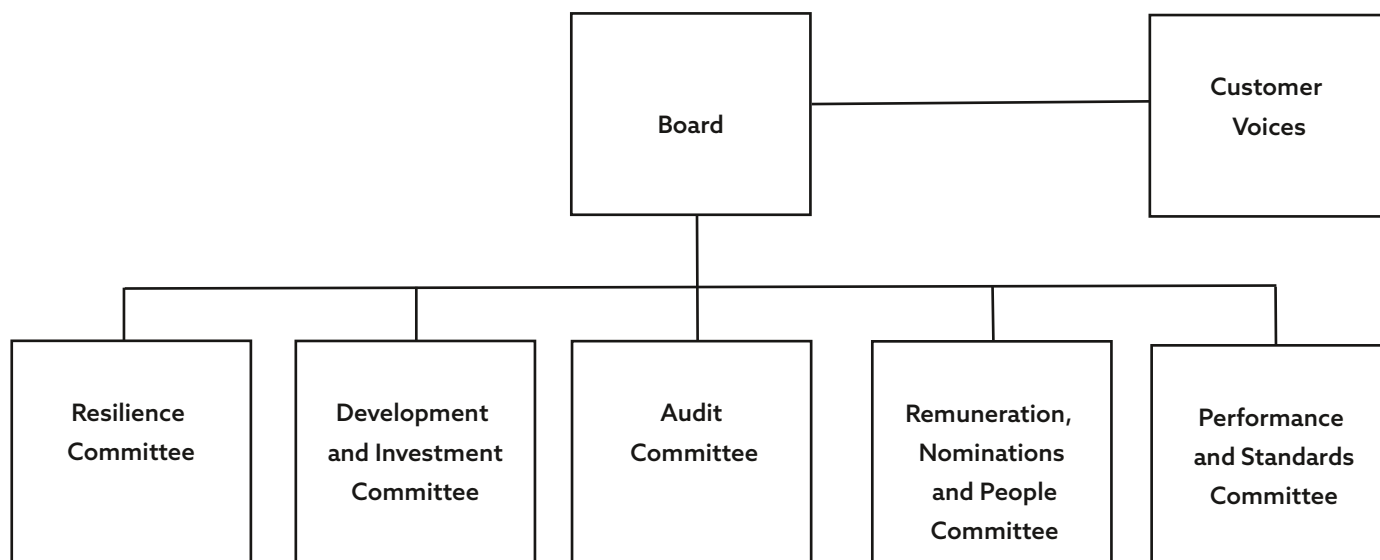 Board
Customer
Voices
Resilience
Committee
Development
and Investment
Committee
Audit
Committee
Remuneration,
Nominations
and People
Committee
Performance
and Standards
Committee